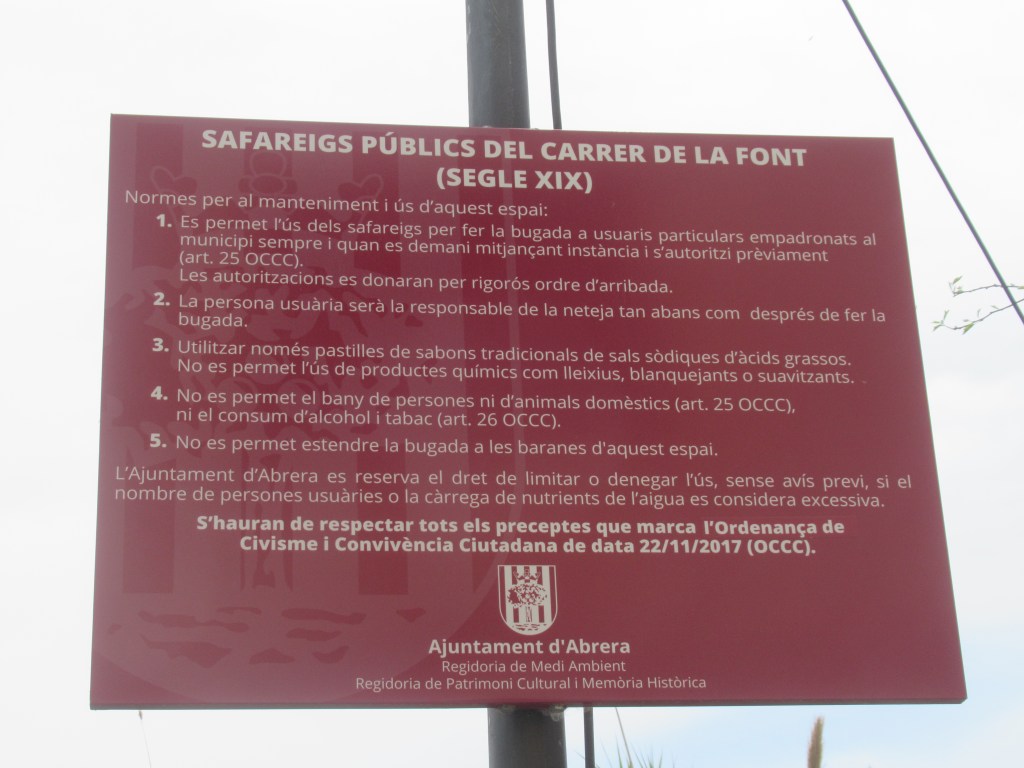 SAFAREIGS PÚBLICS DEL CARRER DE LA FONT
(SEGLE XIX)
Normes per al manteniment i ús d'aquest espai:
1. Es permet l'ús dels safareigs per fer la bugada a usuaris particulars empadronats al
municipi sempre i quan es demani mitjançant instància i s'autoritzi prèviament
(art. 25 OCCC).
Les autoritzacions es donaran per rigorós ordre d'arribada.
2. La persona usuària serà la responsable de la neteja tan abans com després de fer la
bugada.
3. Utilitzar només pastilles de sabons tradicionals de sals sòdiques d'àcids grassos.
No es permet l'ús de productes químics com lleixius, blanquejants o suavitzants.
4. No es permet el bany de persones ni d'animals domèstics (art. 25 OCCC),
ni el consum d'alcohol i tabac (art. 26 OCCC).
5. No es permet estendre la bugada a les baranes d'aquest espai.
L'Ajuntament d'Abrera es reserva el dret de limitar o denegar l'ús, sense avís previ, si el
nombre de persones usuàries o la càrrega de nutrients de l'aigua es considera excessiva.
S'hauran de respectar tots els preceptes que marca l'Ordenança de
Civisme i Convivència Ciutadana de data 22/11/2017 (OCCC).
Ajuntament d'Abrera
Regidoria de Medi Ambient
Regidoria de Patrimoni Cultural i Memòria Històrica